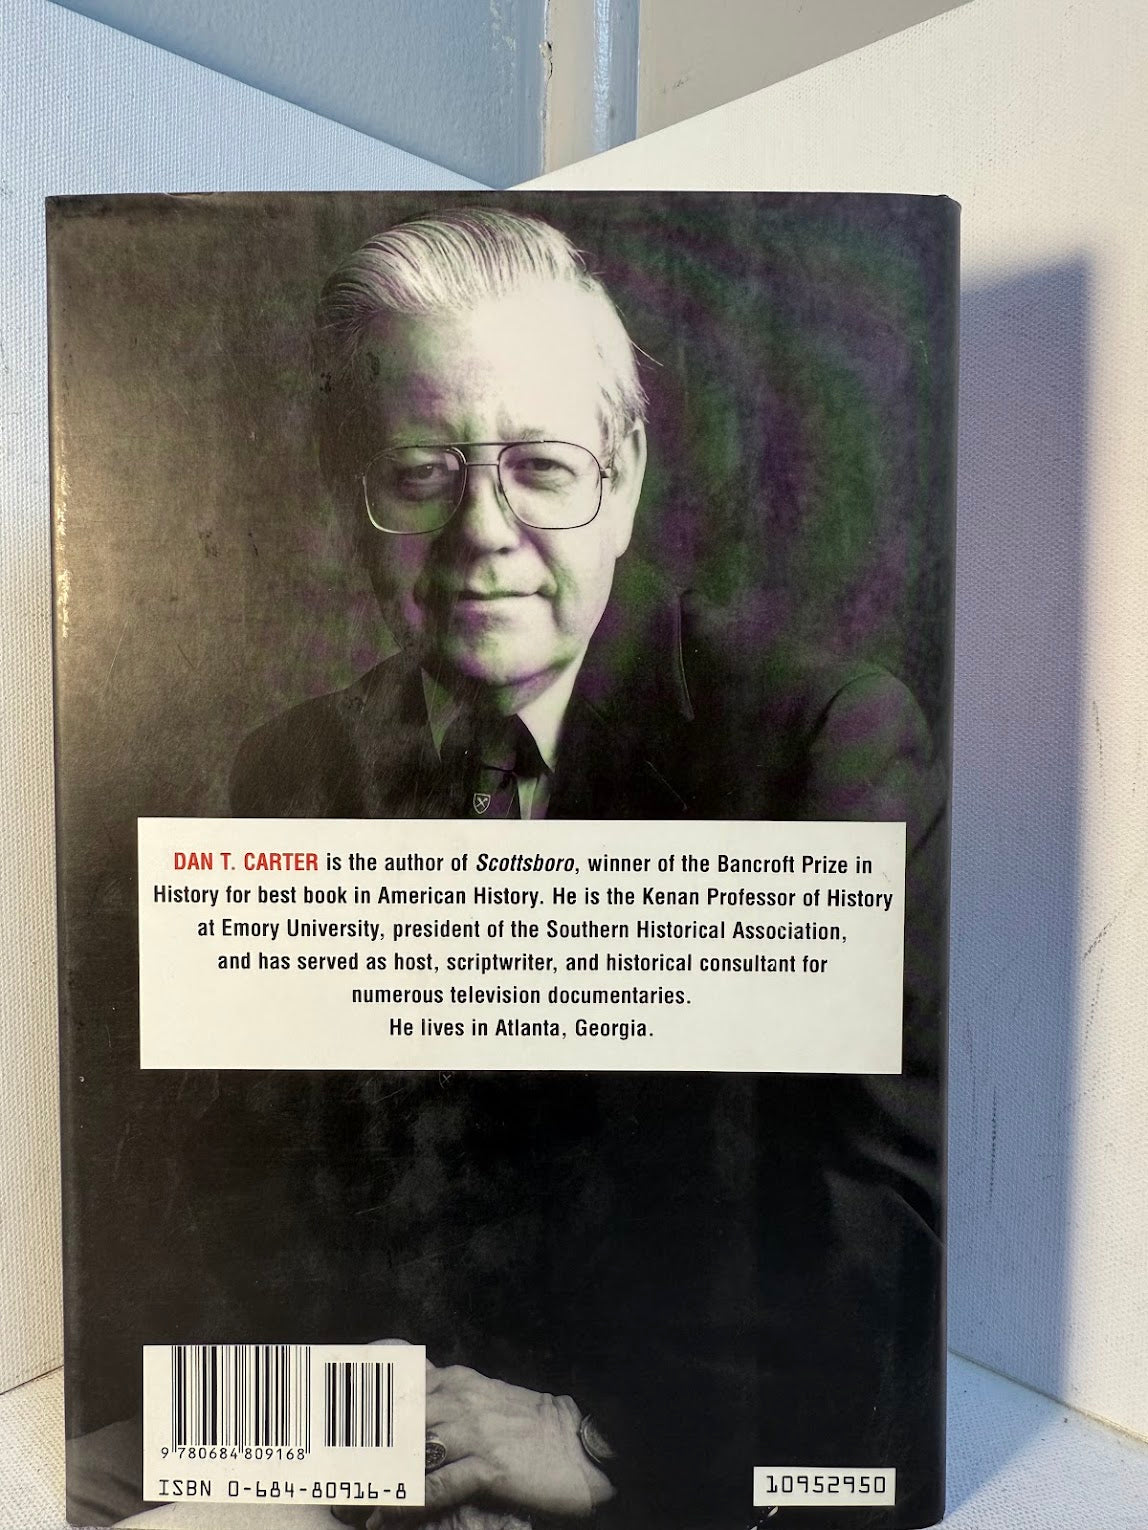 DAN T. CARTER is the author of Scottsboro, winner of the Bancroft Prize in
History for best book in American History. He is the Kenan Professor of History
at Emory University, president of the Southern Historical Association,
and has served as host, scriptwriter, and historical consultant for
numerous television documentaries.
He lives in Atlanta, Georgia.
9 780684 809168
ISBN 0-684-80916-8
10952950